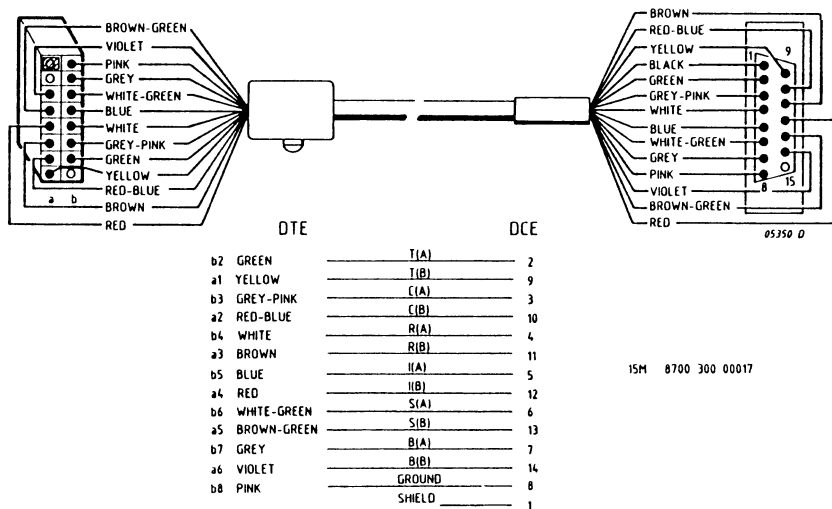 BROWN-GREEN
VIOLET
PINK
GREY
WHITE-GREEN
BLUE
WHITE
GREY-PINK
GREEN
YELLOW
RED-BLUE
BROWN
RED
a b
BROWN
RED-BLUE
YELLOW
BLACK
GREEN
GREY-PINK
WHITE
BLUE
WHITE-GREEN
GREY
PINK
VIOLET
BROWN-GREEN
RED
1 9
8 15
05350 D
DTE DCE
b2 GREEN T(A) 2
a1 YELLOW T(B) 9
b3 GREY-PINK C(A) 3
a2 RED-BLUE C(B) 10
b4 WHITE R(A) 4
a3 BROWN R(B) 11
b5 BLUE I(A) 5
a4 RED I(B) 12
b6 WHITE-GREEN S(A) 6
a5 BROWN-GREEN S(B) 13
b7 GREY B(A) 7
a6 VIOLET B(B) 14
b8 PINK GROUND 8
SHIELD 1
15M 8700 300 00017